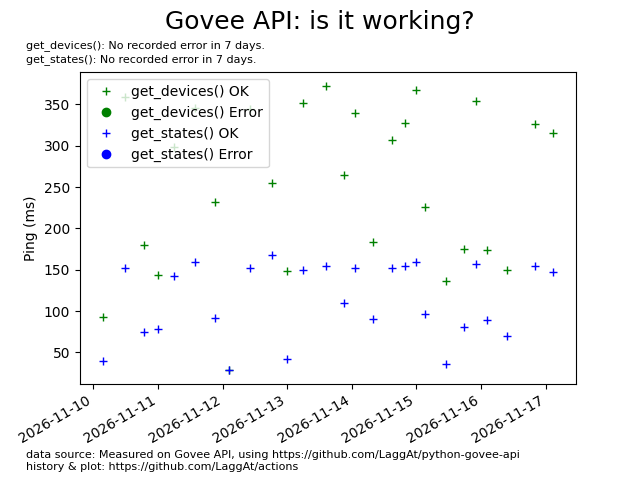 Govee API: is it working?
get_devices(): No recorded error in 7 days.
get_states(): No recorded error in 7 days.
get_devices() OK
get_devices() Error
get_states() OK
get_states() Error
Ping (ms)
350
300
250
200
150
100
50
2026-11-10
2026-11-11
2026-11-12
2026-11-13
2026-11-14
2026-11-15
2026-11-16
2026-11-17
data source: Measured on Govee API, using https://github.com/LaggAt/python-govee-api
history & plot: https://github.com/LaggAt/actions